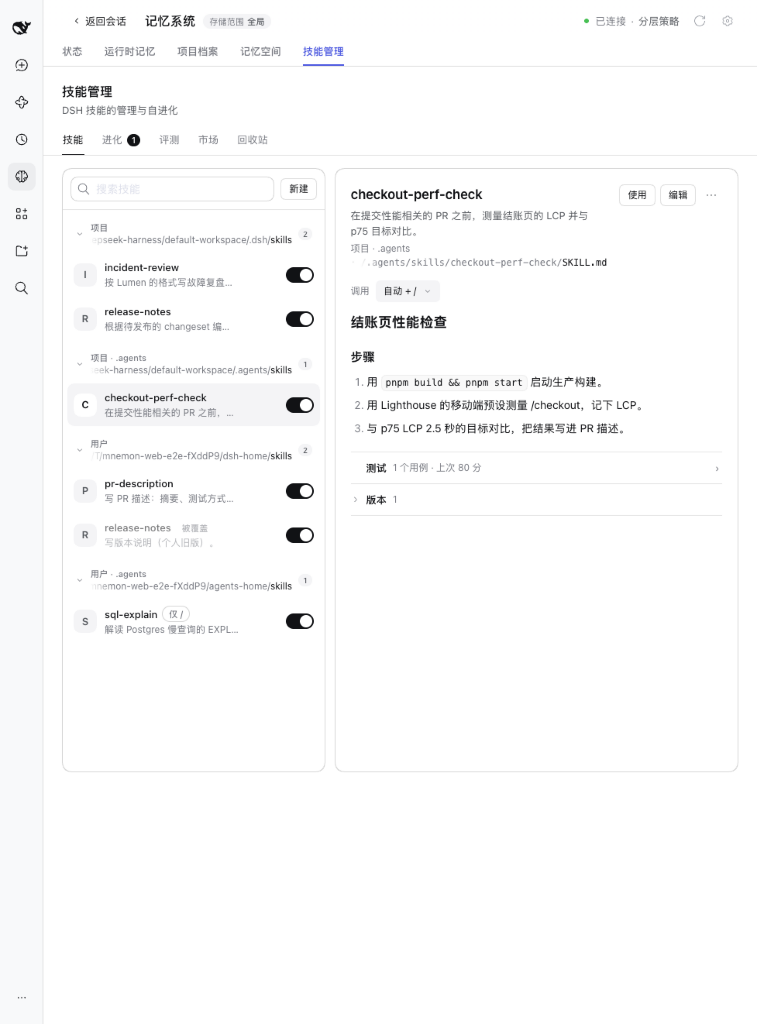 返回会话
记忆系统
存储范围 全局
已连接 · 分层策略
状态
运行时记忆
项目档案
记忆空间
技能管理
技能管理
DSH 技能的管理与自进化
技能
进化 1
评测
市场
回收站
搜索技能
新建
项目
epseek-harness/default-workspace/.dsh/skills
2
I
incident-review
按 Lumen 的格式写故障复盘…
R
release-notes
根据待发布的 changeset 编…
项目 · .agents
eek-harness/default-workspace/.agents/skills
1
C
checkout-perf-check
在提交性能相关的 PR 之前，…
用户
/T/mnemon-web-e2e-fXddP9/dsh-home/skills
2
P
pr-description
写 PR 描述：摘要、测试方式…
R
release-notes 被覆盖
写版本说明（个人旧版）。
用户 · .agents
nemon-web-e2e-fXddP9/agents-home/skills
1
S
sql-explain 仅 /
解读 Postgres 慢查询的 EXPL…
checkout-perf-check
使用
编辑
…
在提交性能相关的 PR 之前，测量结账页的 LCP 并与
p75 目标对比。
项目 · .agents
/.agents/skills/checkout-perf-check/SKILL.md
调用 自动 + /
结账页性能检查
步骤
1. 用 pnpm build && pnpm start 启动生产构建。
2. 用 Lighthouse 的移动端预设测量 /checkout，记下 LCP。
3. 与 p75 LCP 2.5 秒的目标对比，把结果写进 PR 描述。
测试 1 个用例 · 上次 80 分
版本 1
…